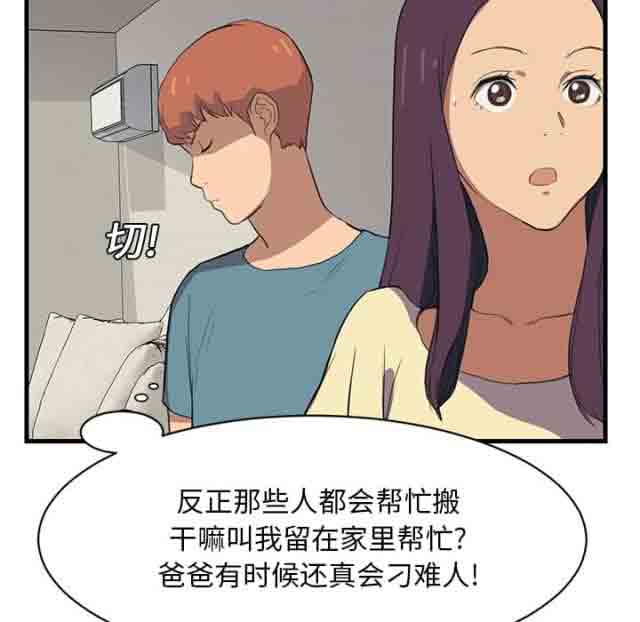 切!
反正那些人都会帮忙搬
干嘛叫我留在家里帮忙?
爸爸有时候还真会刁难人!